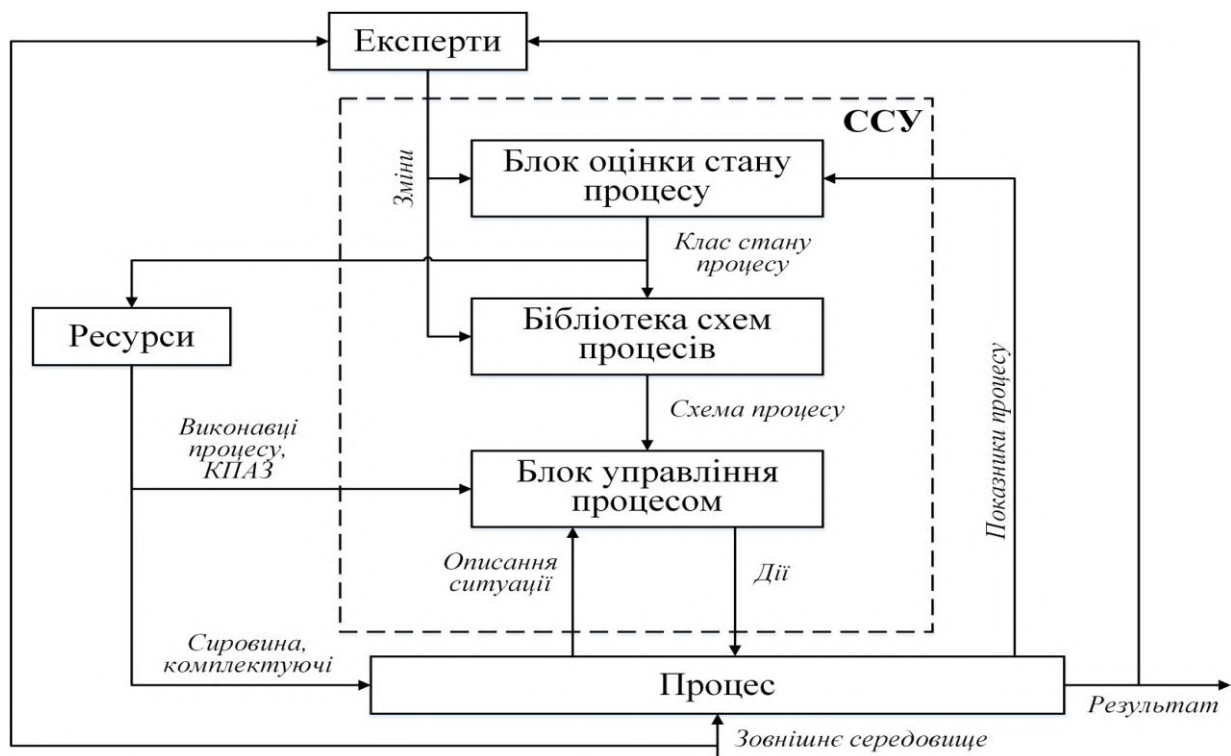 Експерти
ССУ
Зміни
Блок оцінки стану
процесу
Клас стану
процесу
Ресурси
Бібліотека схем
процесів
Схема процесу
Показники процесу
Виконавці
процесу,
КПАЗ
Блок управління
процесом
Описання
ситуації
Дії
Сировина,
комплектуючі
Процес
Результат
Зовнішнє середовище